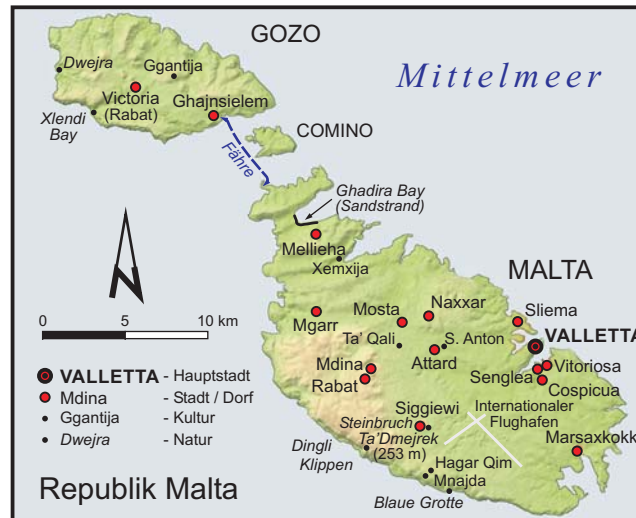 GOZO
Dwejra
Ggantija
Mittelmeer
Victoria
(Rabat)
Ghajnsielem
Xlendi
Bay
COMINO
Fähre
Ghadira Bay
(Sandstrand)
Mellieha
Xemxija
MALTA
Naxxar
Mosta
Sliema
0 5 10 km
Mgarr
Ta' Qali
S. Anton
VALLETTA
Attard
Mdina
Rabat
Vitoriosa
Senglea
Cospicua
VALLETTA - Hauptstadt
Mdina - Stadt / Dorf
Ggantija - Kultur
Dwejra - Natur
Siggiewi
Internationaler
Flughafen
Steinbruch
Ta'Dmejrek
(253 m)
Marsaxkokk
Dingli
Klippen
Hagar Qim
Mnajda
Blaue Grotte
Republik Malta
N